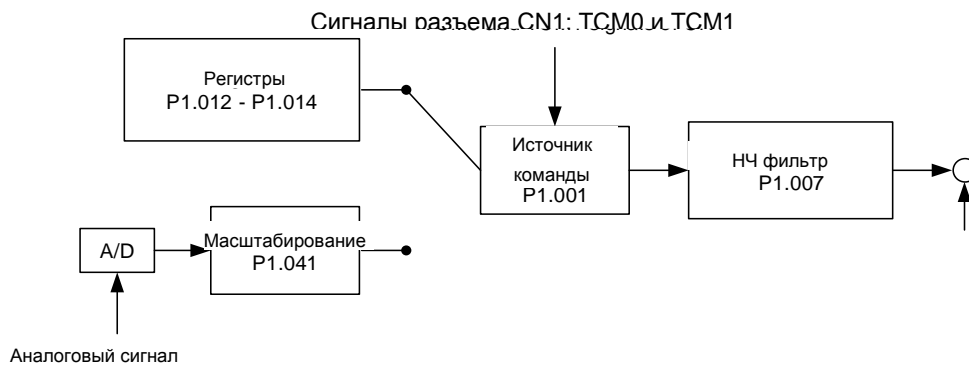 Сигналы разъема CN1: TCM0 и TCM1
Регистры
P1.012 - P1.014
Источник
команды
P1.001
НЧ фильтр
P1.007
A/D
Масштабирование
P1.041
Аналоговый сигнал